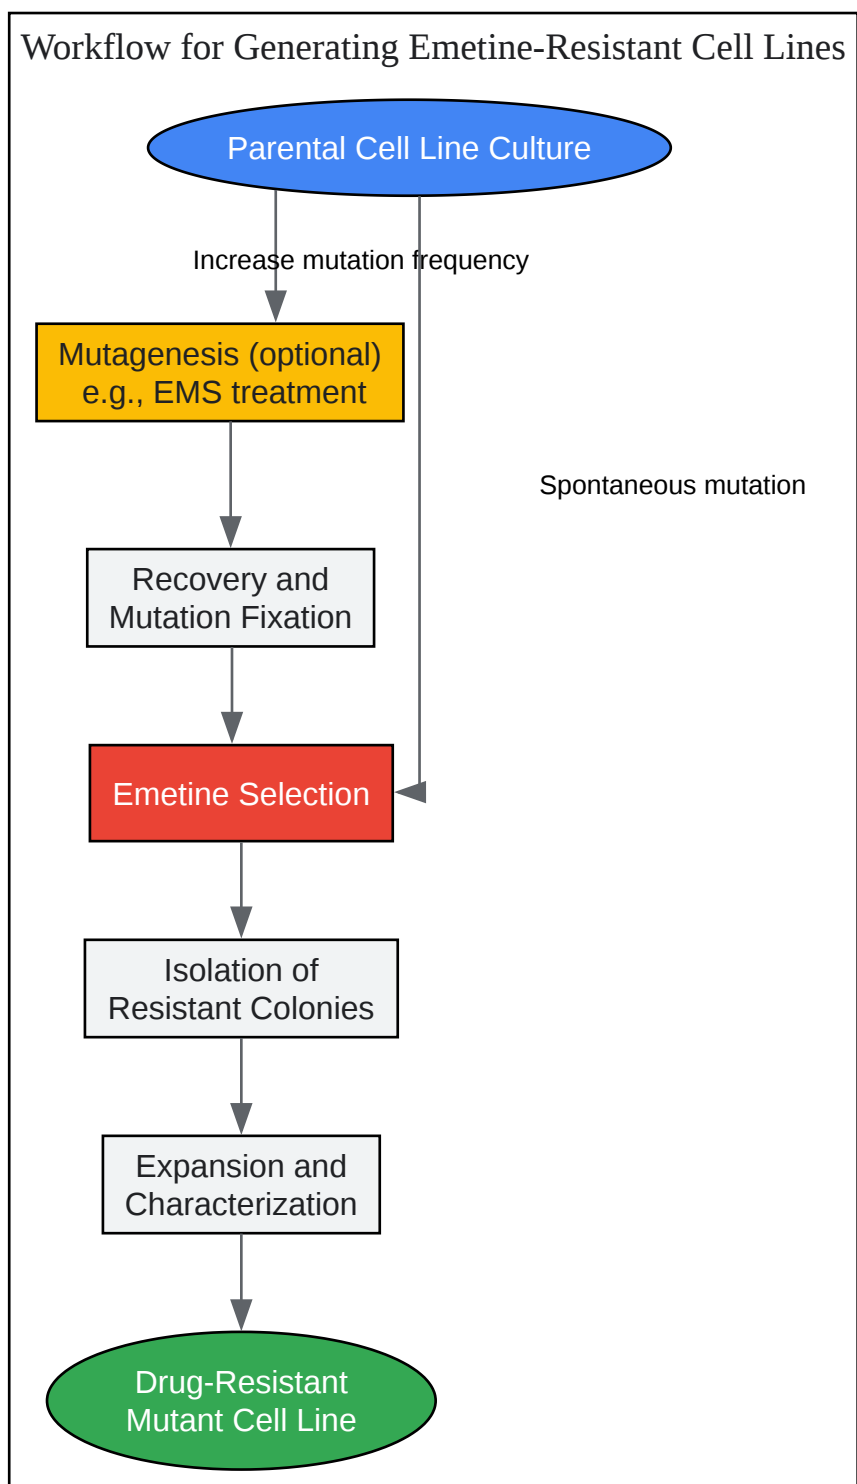 Workflow for Generating Emetine-Resistant Cell Lines
Parental Cell Line Culture
Increase mutation frequency
Mutagenesis (optional)
e.g., EMS treatment
Spontaneous mutation
Recovery and
Mutation Fixation
Emetine Selection
Isolation of
Resistant Colonies
Expansion and
Characterization
Drug-Resistant
Mutant Cell Line